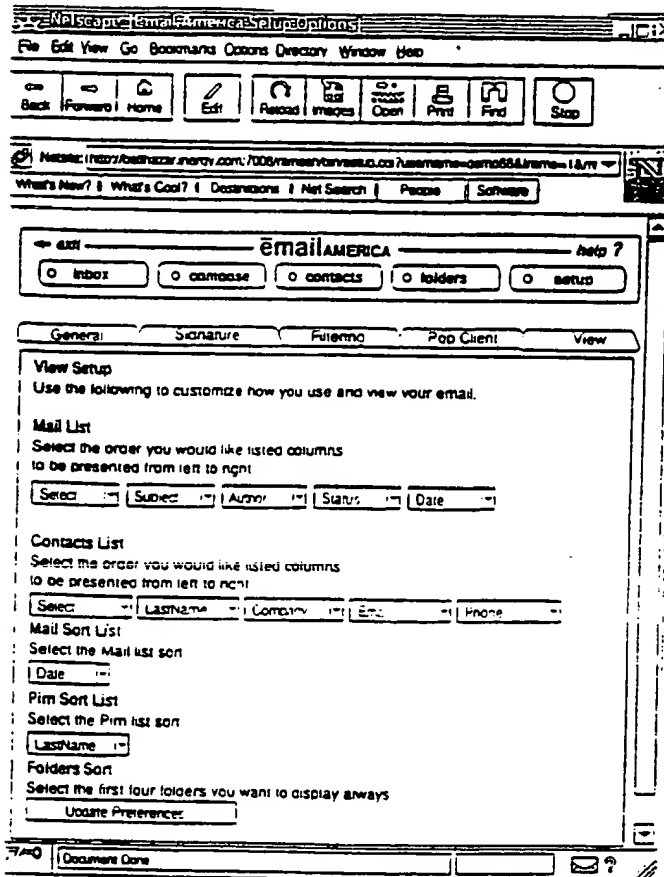 Netscape: Email America Setup Options
File Edit View Go Bookmarks Options Directory Window Help
Back Forward Home Edit Reload Images Open Print Find Stop
What's New? What's Cool? Destinations Net Search People Software
exit ēmailAMERICA help ?
inbox compose contacts folders setup
General Signature Filtering Pop Client View
View Setup
Use the following to customize how you use and view your email.
Mail List
Select the order you would like listed columns
to be presented from left to right
Select Subject Author Status Date
Contacts List
Select the order you would like listed columns
to be presented from left to right
Select LastName Company Email Phone
Mail Sort List
Select the Mail list sort
Date
Pim Sort List
Select the Pim list sort
LastName
Folders Sort
Select the first four folders you want to display always
Update Preferences
Document Done